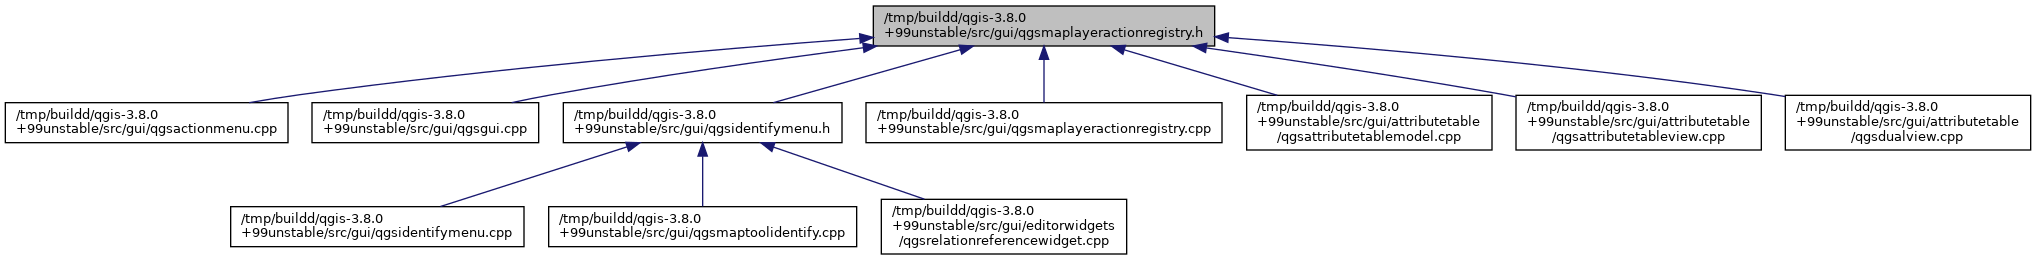 /tmp/buildd/qgis-3.8.0
+99unstable/src/gui/qgsmaplayeractionregistry.h
/tmp/buildd/qgis-3.8.0
+99unstable/src/gui/qgsactionmenu.cpp
/tmp/buildd/qgis-3.8.0
+99unstable/src/gui/qgsgui.cpp
/tmp/buildd/qgis-3.8.0
+99unstable/src/gui/qgsidentifymenu.h
/tmp/buildd/qgis-3.8.0
+99unstable/src/gui/qgsmaplayeractionregistry.cpp
/tmp/buildd/qgis-3.8.0
+99unstable/src/gui/attributetable
/qgsattributetablemodel.cpp
/tmp/buildd/qgis-3.8.0
+99unstable/src/gui/attributetable
/qgsattributetableview.cpp
/tmp/buildd/qgis-3.8.0
+99unstable/src/gui/attributetable
/qgsdualview.cpp
/tmp/buildd/qgis-3.8.0
+99unstable/src/gui/qgsidentifymenu.cpp
/tmp/buildd/qgis-3.8.0
+99unstable/src/gui/qgsmaptoolidentify.cpp
/tmp/buildd/qgis-3.8.0
+99unstable/src/gui/editorwidgets
/qgsrelationreferencewidget.cpp